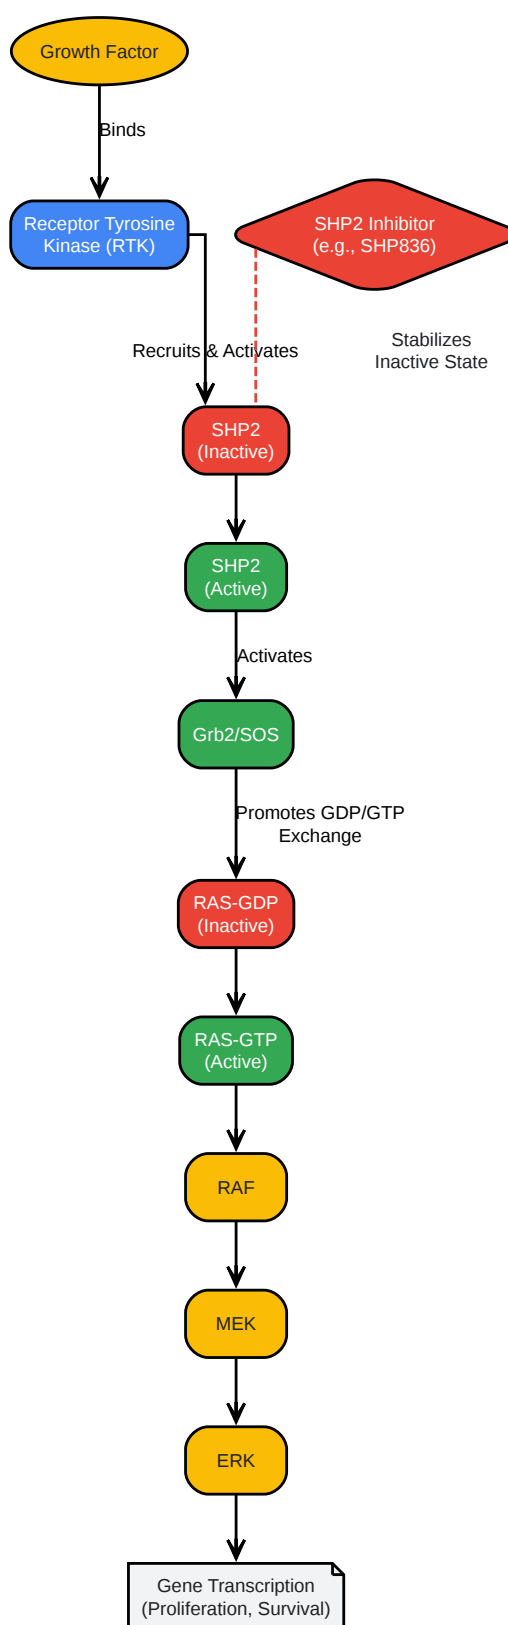 Growth Factor
Binds
Receptor Tyrosine
Kinase (RTK)
SHP2 Inhibitor
(e.g., SHP836)
Recruits & Activates
Stabilizes
Inactive State
SHP2
(Inactive)
SHP2
(Active)
Activates
Grb2/SOS
Promotes GDP/GTP
Exchange
RAS-GDP
(Inactive)
RAS-GTP
(Active)
RAF
MEK
ERK
Gene Transcription
(Proliferation, Survival)